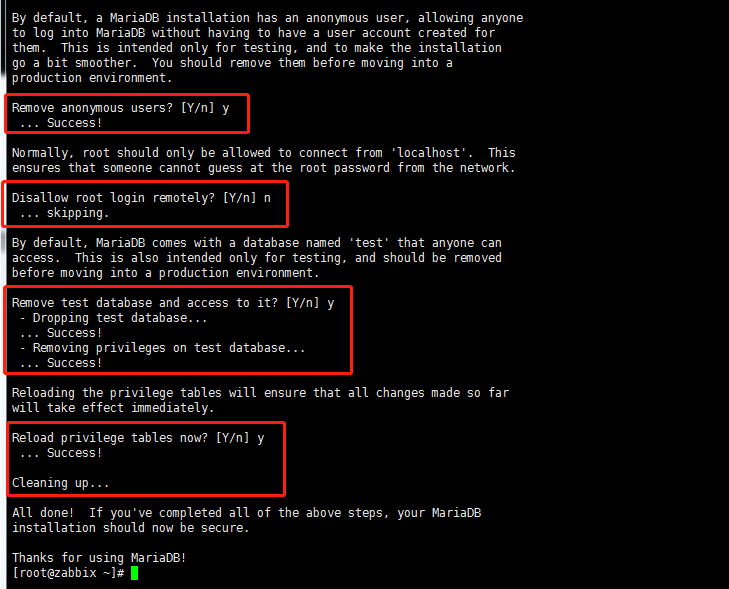 By default, a MariaDB installation has an anonymous user, allowing anyone
to log into MariaDB without having to have a user account created for
them.  This is intended only for testing, and to make the installation
go a bit smoother.  You should remove them before moving into a
production environment.
Remove anonymous users? [Y/n] y
 ... Success!
Normally, root should only be allowed to connect from 'localhost'.  This
ensures that someone cannot guess at the root password from the network.
Disallow root login remotely? [Y/n] n
 ... skipping.
By default, MariaDB comes with a database named 'test' that anyone can
access.  This is also intended only for testing, and should be removed
before moving into a production environment.
Remove test database and access to it? [Y/n] y
 - Dropping test database...
 ... Success!
 - Removing privileges on test database...
 ... Success!
Reloading the privilege tables will ensure that all changes made so far
will take effect immediately.
Reload privilege tables now? [Y/n] y
 ... Success!
Cleaning up...
All done!  If you've completed all of the above steps, your MariaDB
installation should now be secure.
Thanks for using MariaDB!
[root@zabbix ~]#